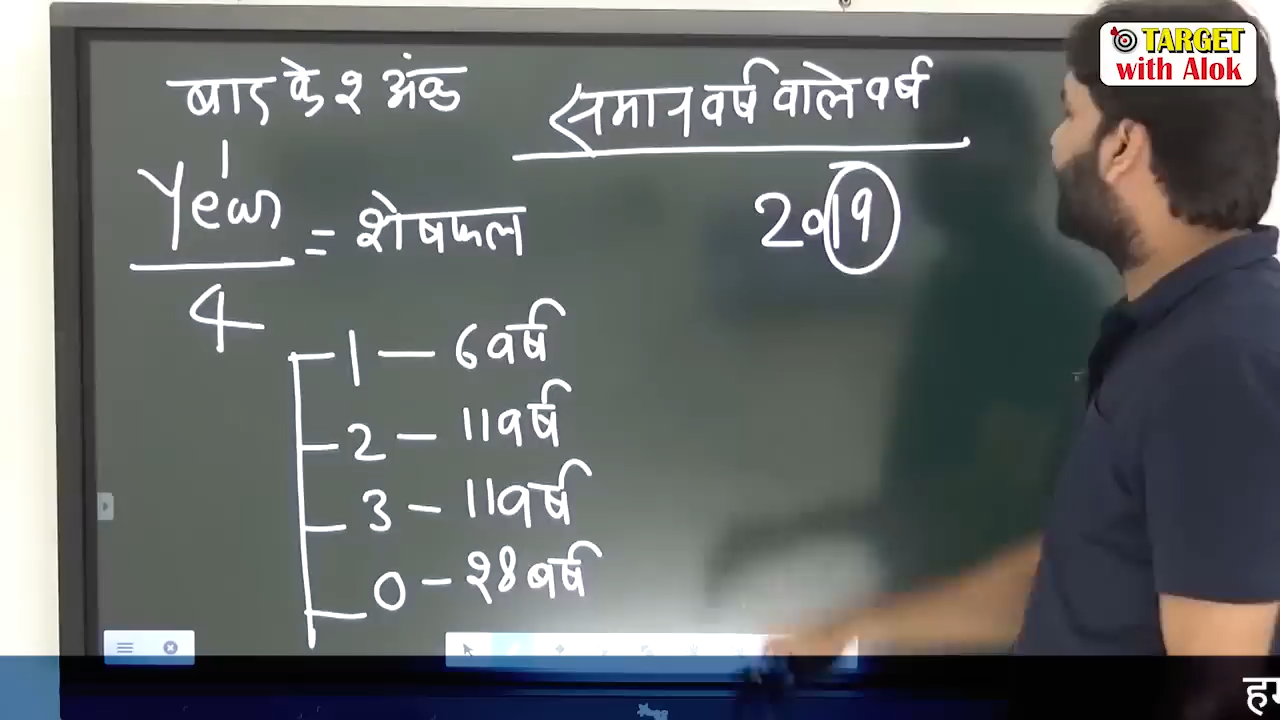 बाद के 2 अंक
Year
4
= शेषफल
1 — 6 वर्ष
2 — 11 वर्ष
3 — 11 वर्ष
0 — 28 वर्ष
समान वर्ष वाले वर्ष
2019
TARGET
with Alok